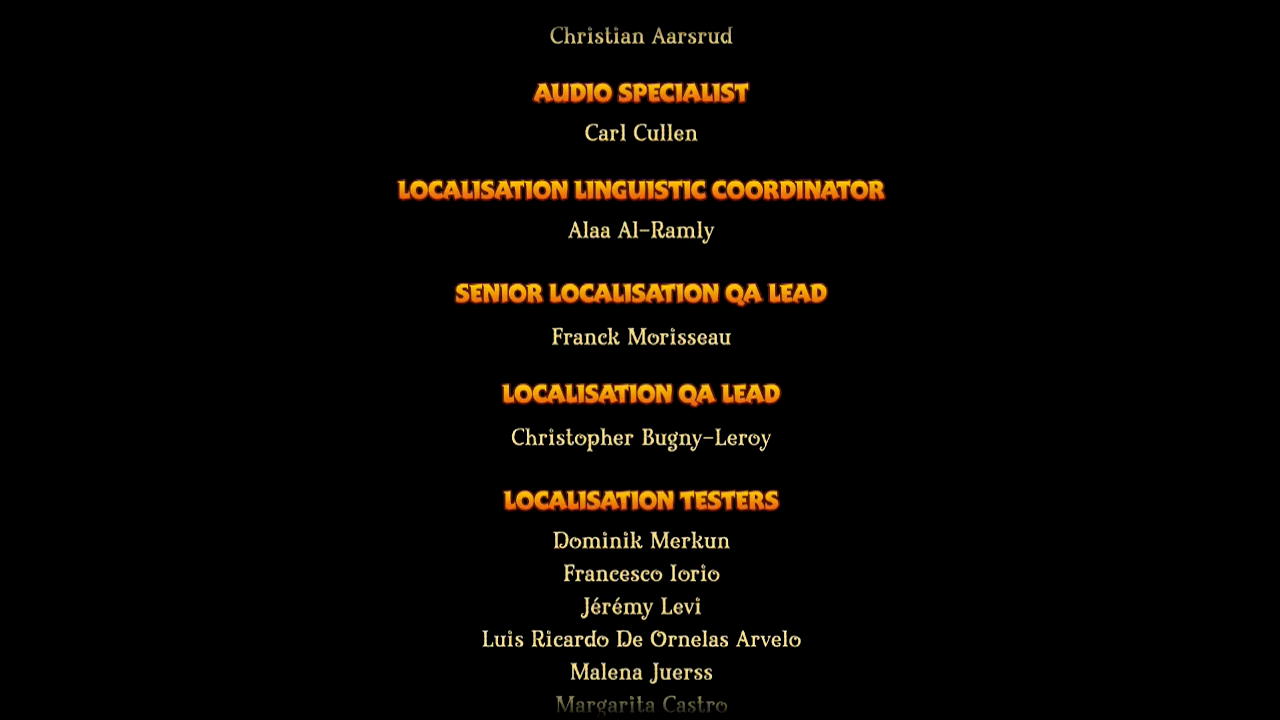 Christian Aarsrud
AUDIO SPECIALIST
Carl Cullen
LOCALISATION LINGUISTIC COORDINATOR
Alaa Al-Ramly
SENIOR LOCALISATION QA LEAD
Franck Morisseau
LOCALISATION QA LEAD
Christopher Bugny-Leroy
LOCALISATION TESTERS
Dominik Merkun
Francesco Iorio
Jérémy Levi
Luis Ricardo De Ornelas Arvelo
Malena Juerss
Margarita Castro